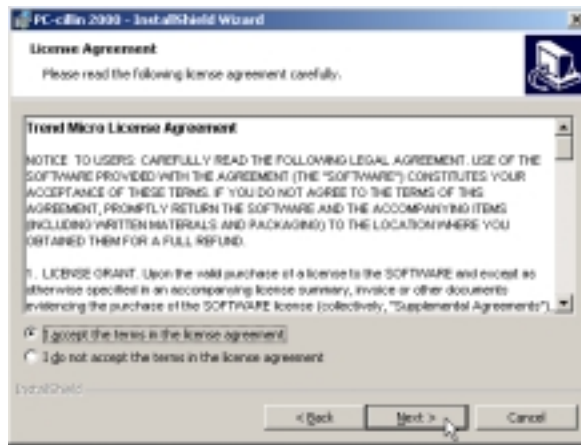 PC-cillin 2000 - InstallShield Wizard
License Agreement
Please read the following license agreement carefully.
Trend Micro License Agreement
NOTICE TO USERS: CAREFULLY READ THE FOLLOWING LEGAL AGREEMENT. USE OF THE
SOFTWARE PROVIDED WITH THE AGREEMENT (THE "SOFTWARE") CONSTITUTES YOUR
ACCEPTANCE OF THESE TERMS. IF YOU DO NOT AGREE TO THE TERMS OF THIS
AGREEMENT, PROMPTLY RETURN THE SOFTWARE AND THE ACCOMPANYING ITEMS
(INCLUDING WRITTEN MATERIALS AND PACKAGING) TO THE LOCATION WHERE YOU
OBTAINED THEM FOR A FULL REFUND.
1. LICENSE GRANT. Upon the valid purchase of a license to the SOFTWARE and except as
otherwise specified in an accompanying license summary, invoice or other documents
evidencing the purchase of the SOFTWARE license (collectively, "Supplemental Agreements"),
I accept the terms in the license agreement
I do not accept the terms in the license agreement
InstallShield
< Back
Next >
Cancel